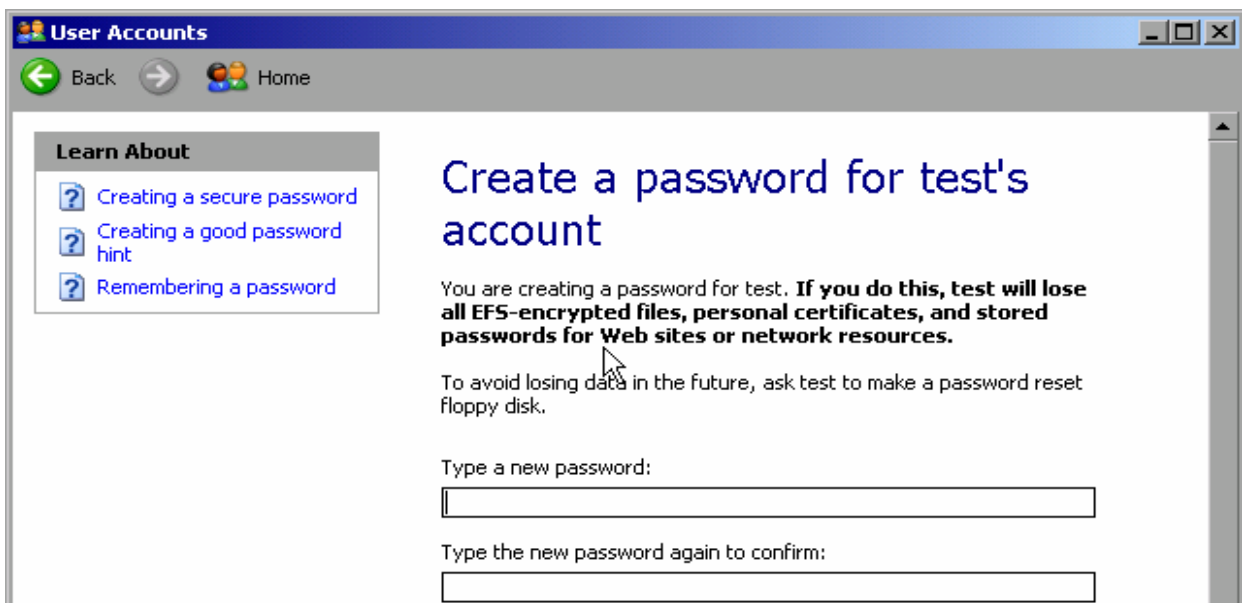 User Accounts
Back
Home
Learn About
Creating a secure password
Creating a good password
hint
Remembering a password
Create a password for test's
account
You are creating a password for test. If you do this, test will lose
all EFS-encrypted files, personal certificates, and stored
passwords for Web sites or network resources.
To avoid losing data in the future, ask test to make a password reset
floppy disk.
Type a new password:
Type the new password again to confirm: